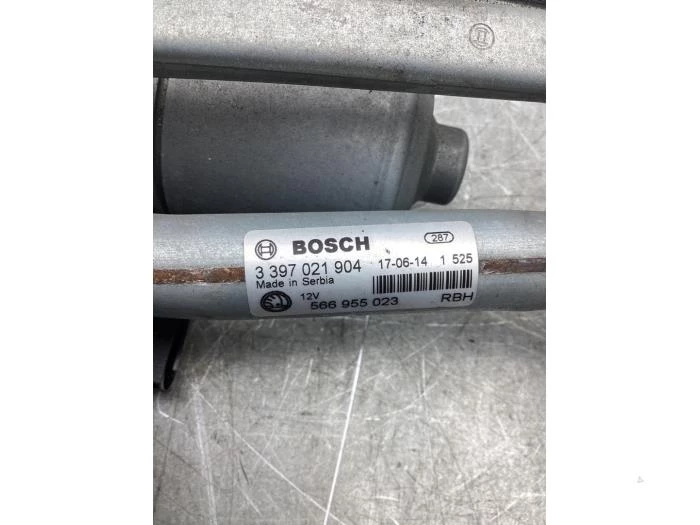 BOSCH 287
3 397 021 904 17-06-14 1 525
Made in Serbia
12V
566 955 023 RBH